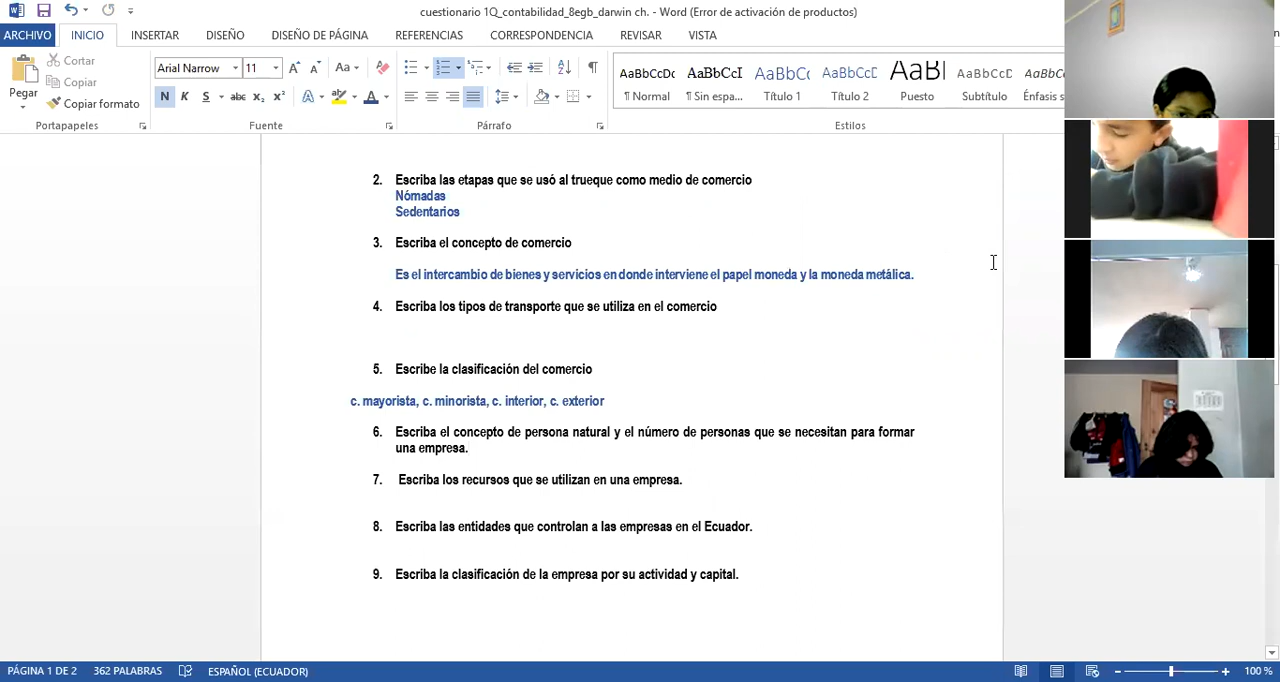 cuestionario 1Q_contabilidad_8egb_darwin ch. - Word (Error de activación de productos)
ARCHIVO INICIO INSERTAR DISEÑO DISEÑO DE PÁGINA REFERENCIAS CORRESPONDENCIA REVISAR VISTA
Cortar
Copiar
Pegar
Copiar formato
Portapapeles
Arial Narrow 11
N K S abc x₂ x²
Fuente
Párrafo
AaBbCcDc AaBbCcI AaBbCc AaBbCcD AaBl AaBbCcD AaBbCc
¶ Normal ¶ Sin espa... Título 1 Título 2 Puesto Subtítulo Énfasis s
Estilos
2. Escriba las etapas que se usó al trueque como medio de comercio
Nómadas
Sedentarios
3. Escriba el concepto de comercio
Es el intercambio de bienes y servicios en donde interviene el papel moneda y la moneda metálica.
4. Escriba los tipos de transporte que se utiliza en el comercio
5. Escribe la clasificación del comercio
c. mayorista, c. minorista, c. interior, c. exterior
6. Escriba el concepto de persona natural y el número de personas que se necesitan para formar
una empresa.
7. Escriba los recursos que se utilizan en una empresa.
8. Escriba las entidades que controlan a las empresas en el Ecuador.
9. Escriba la clasificación de la empresa por su actividad y capital.
PÁGINA 1 DE 2 362 PALABRAS ESPAÑOL (ECUADOR) 100 %